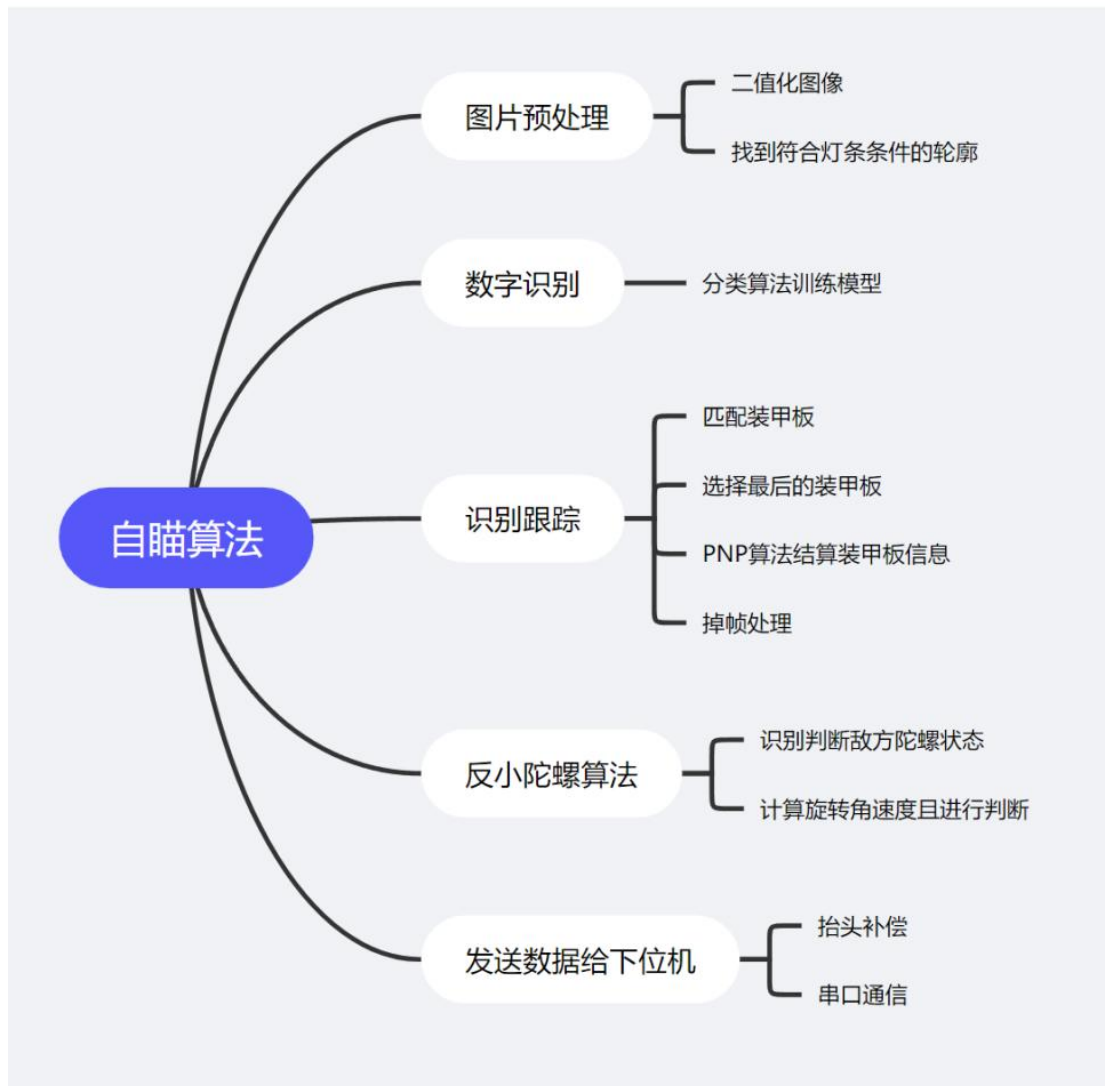 自瞄算法
图片预处理
二值化图像
找到符合灯条条件的轮廓
数字识别
分类算法训练模型
识别跟踪
匹配装甲板
选择最后的装甲板
PNP算法结算装甲板信息
掉帧处理
反小陀螺算法
识别判断敌方陀螺状态
计算旋转角速度且进行判断
发送数据给下位机
抬头补偿
串口通信